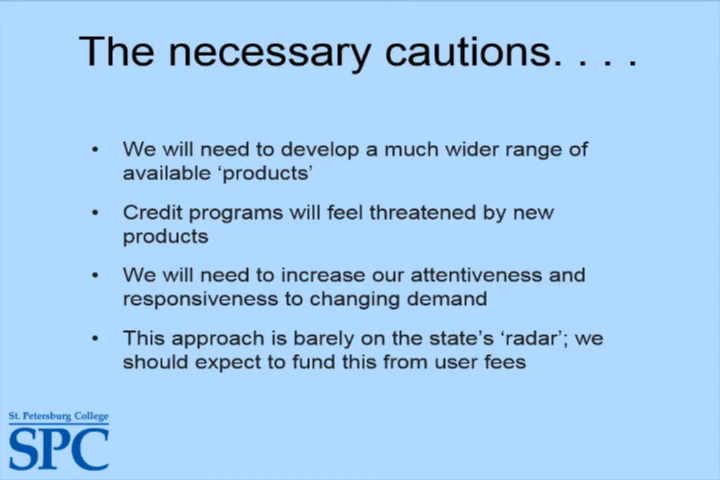 The necessary cautions. . . .
• We will need to develop a much wider range of
available ‘products’
• Credit programs will feel threatened by new
products
• We will need to increase our attentiveness and
responsiveness to changing demand
• This approach is barely on the state’s ‘radar’; we
should expect to fund this from user fees
St. Petersburg College
SPC